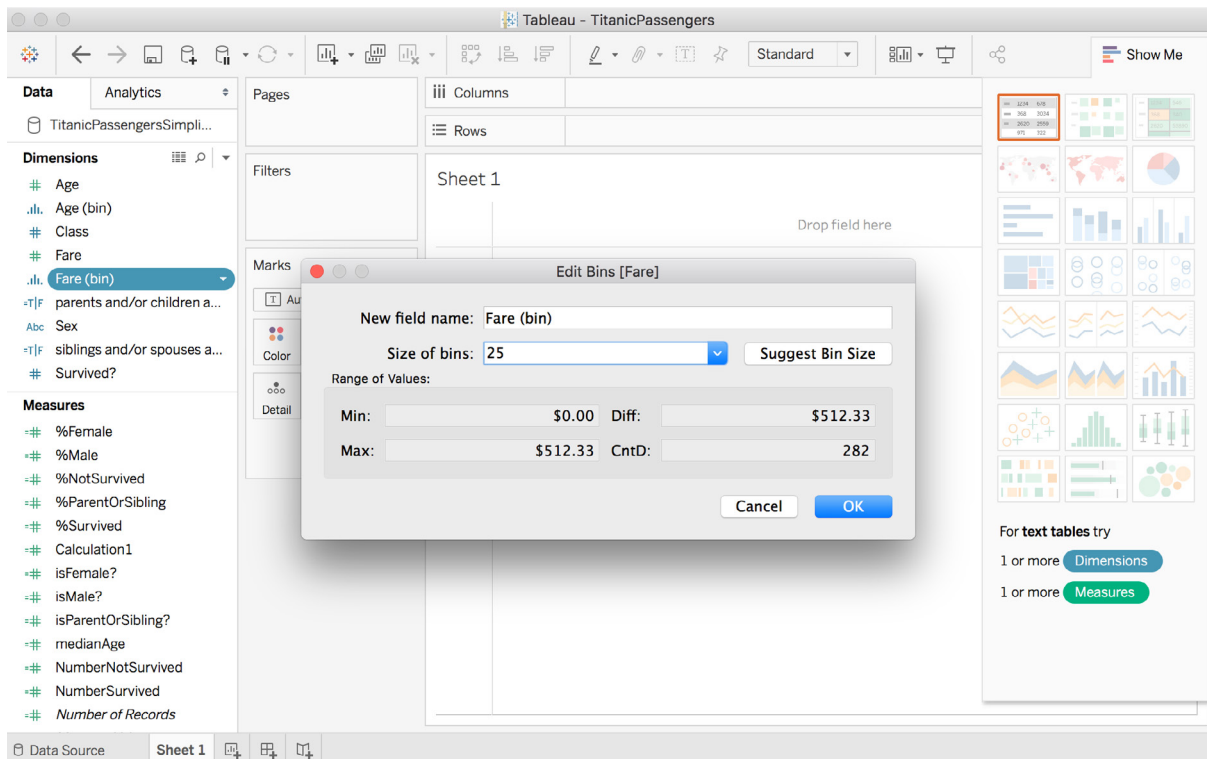 Tableau - TitanicPassengers
Standard
Show Me
Data
Analytics
TitanicPassengersSimpli...
Dimensions
Age
Age (bin)
Class
Fare
Fare (bin)
=T|F parents and/or children a...
Abc Sex
=T|F siblings and/or spouses a...
Survived?
Measures
%Female
%Male
%NotSurvived
%ParentOrSibling
%Survived
Calculation1
isFemale?
isMale?
isParentOrSibling?
medianAge
NumberNotSurvived
NumberSurvived
Number of Records
Pages
Filters
Marks
T Au
Color
Detail
Columns
Rows
Sheet 1
Drop field here
Edit Bins [Fare]
New field name: Fare (bin)
Size of bins: 25 Suggest Bin Size
Range of Values:
Min: $0.00 Diff: $512.33
Max: $512.33 CntD: 282
Cancel OK
For text tables try
1 or more Dimensions
1 or more Measures
Data Source Sheet 1